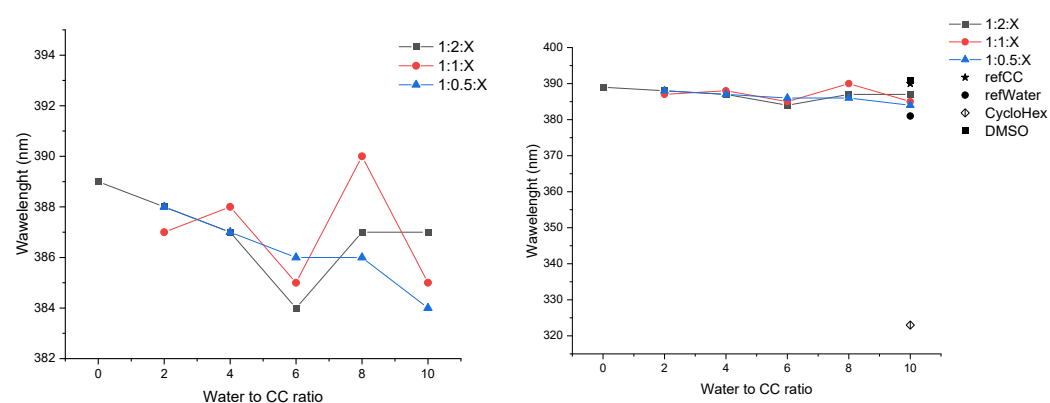 394
392
390
388
386
384
382
0
2
4
6
8
10
Wawelenght (nm)
Water to CC ratio
1:2:X
1:1:X
1:0.5:X
400
390
380
370
360
350
340
330
320
0
2
4
6
8
10
Wawelenght (nm)
Water to CC ratio
1:2:X
1:1:X
1:0.5:X
refCC
refWater
CycloHex
DMSO